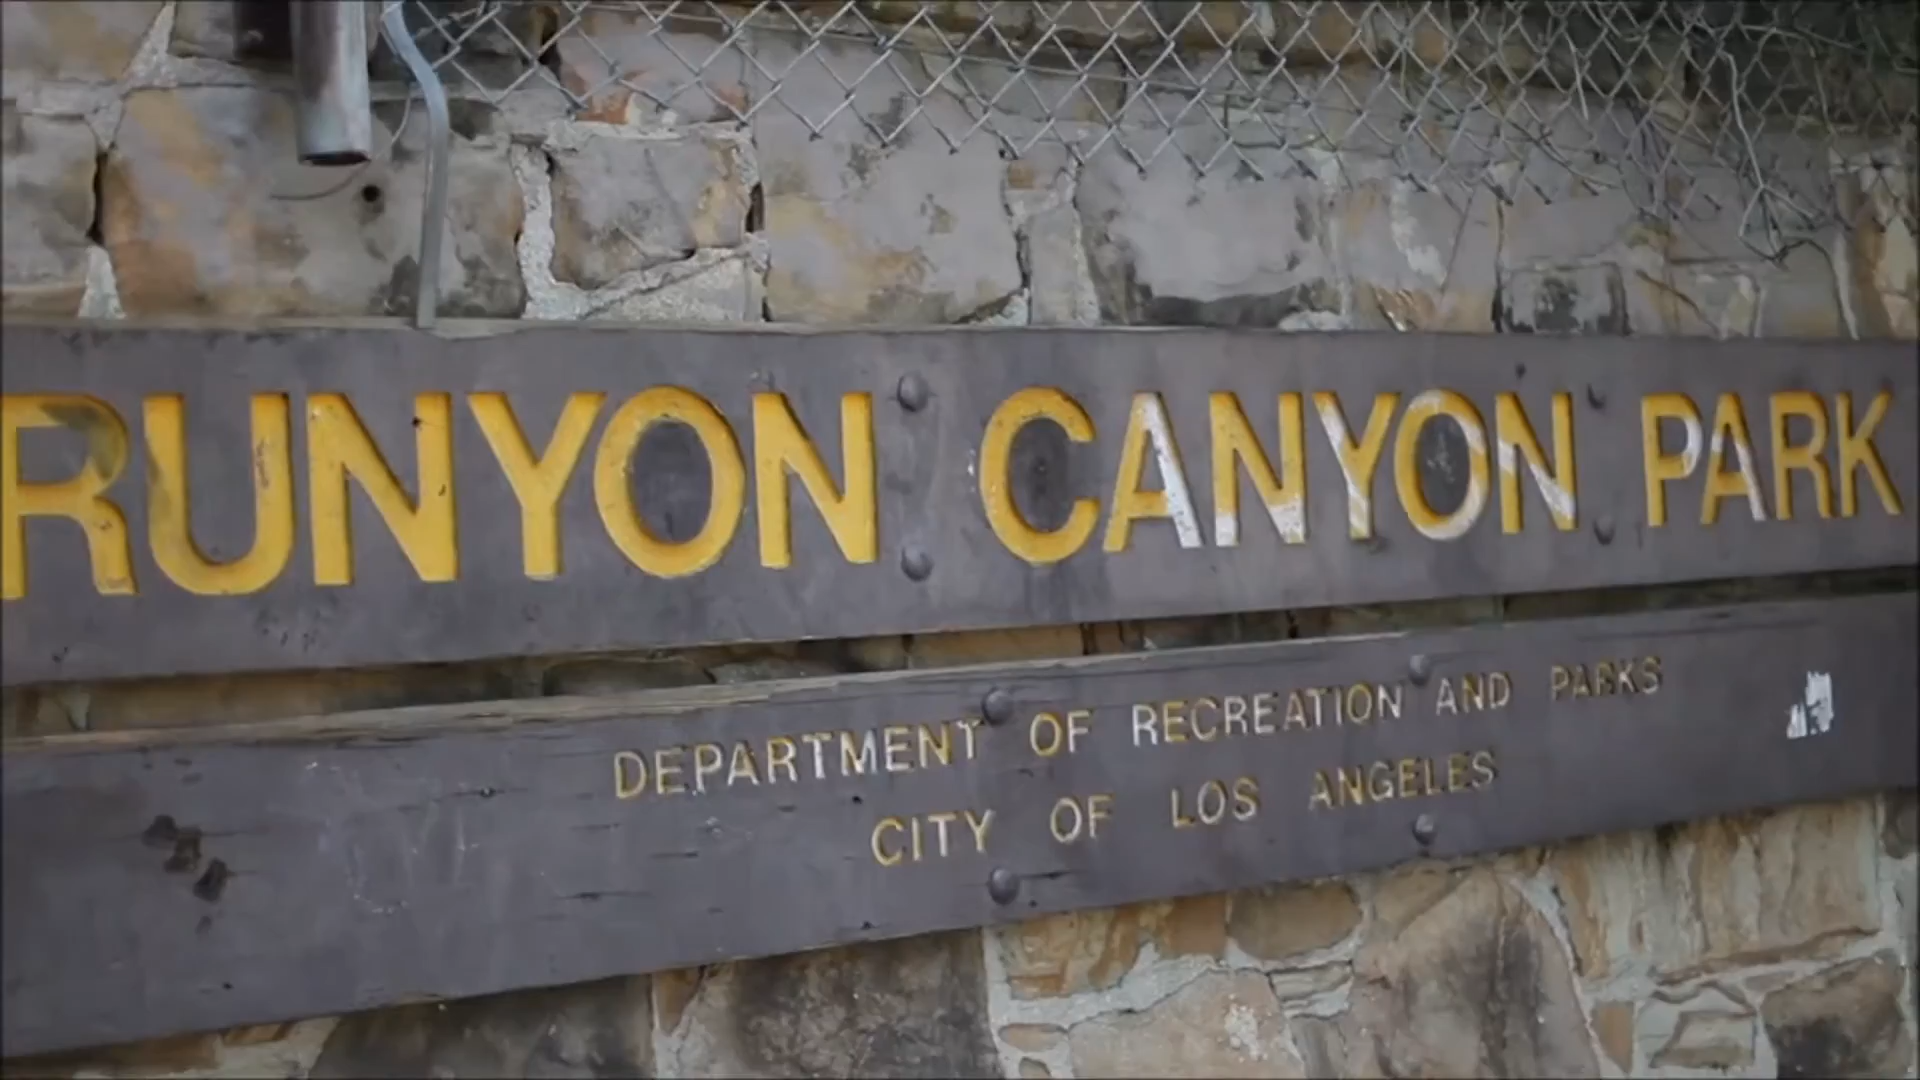 RUNYON CANYON PARK
DEPARTMENT OF RECREATION AND PARKS
CITY OF LOS ANGELES